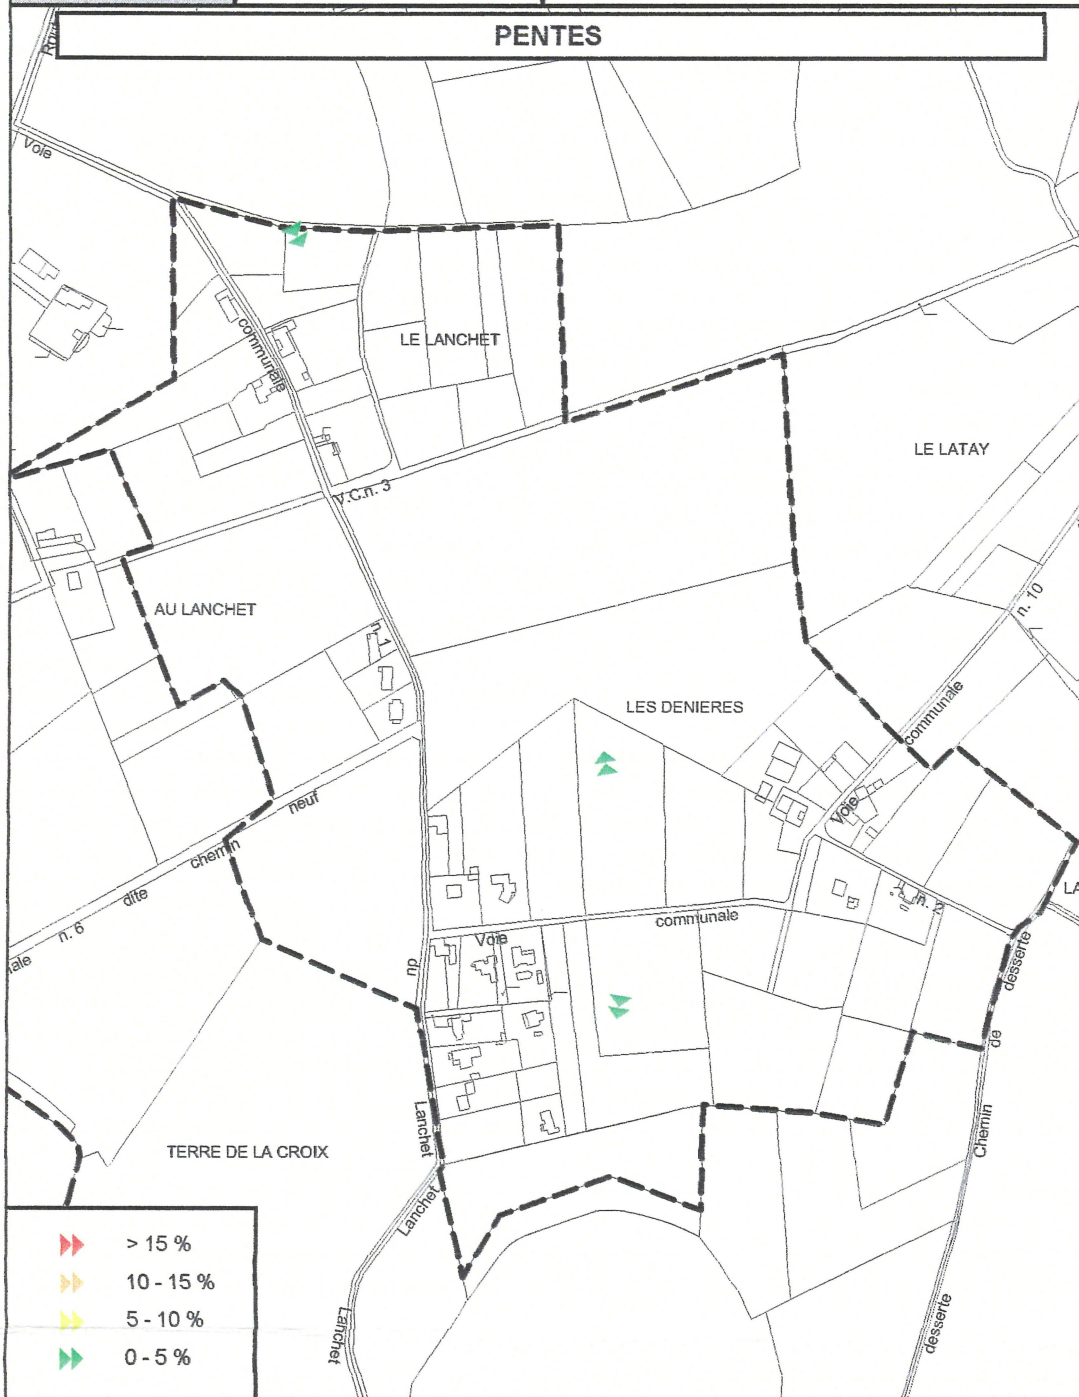 PENTES
Voie
communale
LE LANCHET
V.C.n. 3
LE LATAY
AU LANCHET
n. 1
n. 10
communale
Voie
LES DENIERES
neuf
chemin
dite
n. 6
Voie
communale
n. 2
du
desserte
de
Chemin
desserte
Lanchet
Lanchet
Lanchet
TERRE DE LA CROIX
> 15 %
10 - 15 %
5 - 10 %
0 - 5 %